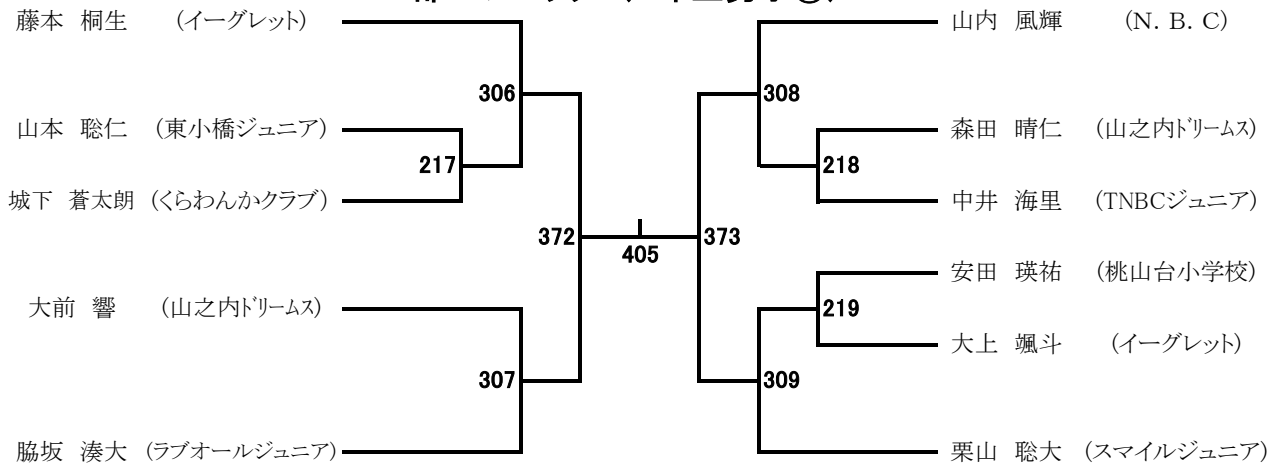 藤本 桐生 (イーグレット)
306
山本 聡仁 (東小橋ジュニア)
217
城下 蒼太朗 (くらわんかクラブ)
372
大前 響 (山之内ドリームス)
307
脇坂 湊大 (ラブオールジュニア)
405
山内 風輝 (N. B. C)
308
森田 晴仁 (山之内ドリームス)
218
中井 海里 (TNBCジュニア)
373
安田 瑛祐 (桃山台小学校)
219
大上 颯斗 (イーグレット)
309
栗山 聡大 (スマイルジュニア)